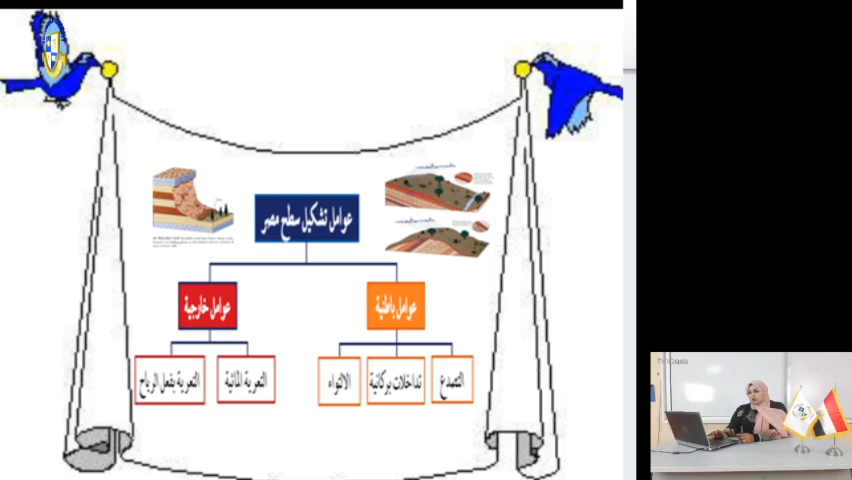 عوامل تشكيل سطح مصر
عوامل باطنية
عوامل خارجية
التصدع
تداخلات بركانية
الالتواء
التعرية المائية
التعرية بفعل الرياح